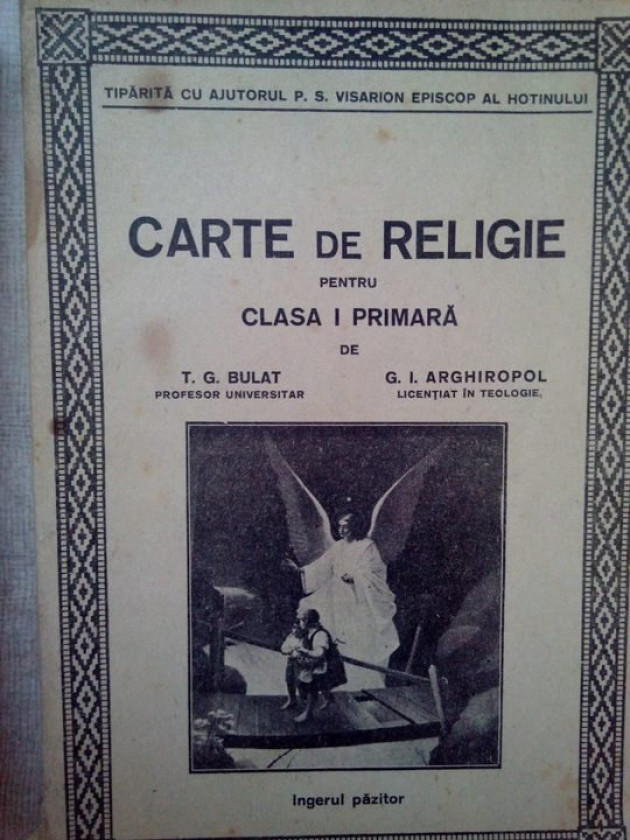 TIPĂRITĂ CU AJUTORUL P. S. VISARION EPISCOP AL HOTINULUI
CARTE DE RELIGIE
PENTRU
CLASA I PRIMARĂ
DE
T. G. BULAT
PROFESOR UNIVERSITAR
G. I. ARGHIROPOL
LICENȚIAT ÎN TEOLOGIE,
Ingerul păzitor